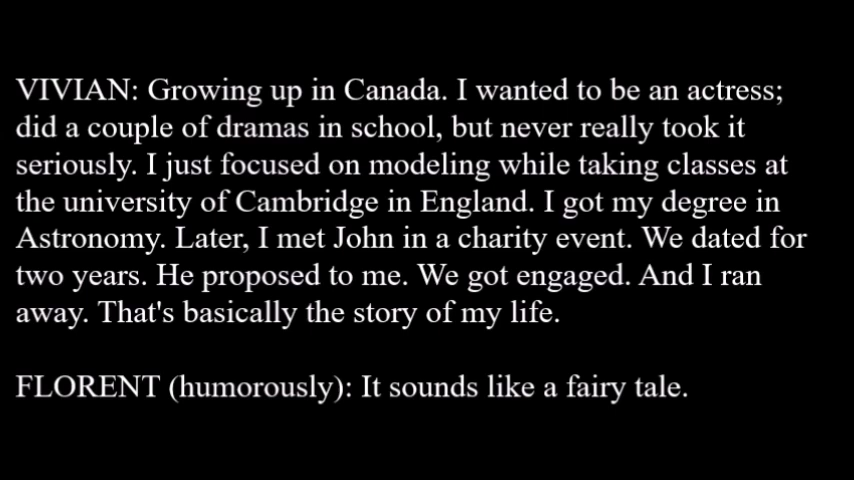 VIVIAN: Growing up in Canada. I wanted to be an actress;
did a couple of dramas in school, but never really took it
seriously. I just focused on modeling while taking classes at
the university of Cambridge in England. I got my degree in
Astronomy. Later, I met John in a charity event. We dated for
two years. He proposed to me. We got engaged. And I ran
away. That's basically the story of my life.
FLORENT (humorously): It sounds like a fairy tale.